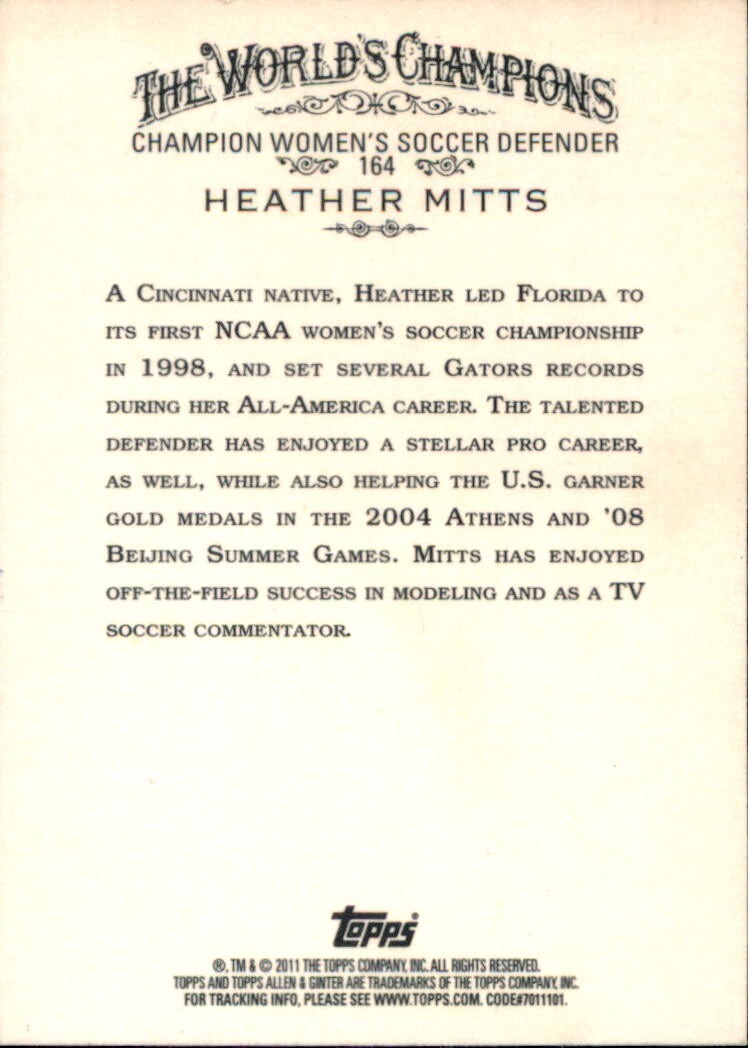 THE WORLD'S CHAMPIONS
CHAMPION WOMEN'S SOCCER DEFENDER
164
HEATHER MITTS
A CINCINNATI NATIVE, HEATHER LED FLORIDA TO
ITS FIRST NCAA WOMEN'S SOCCER CHAMPIONSHIP
IN 1998, AND SET SEVERAL GATORS RECORDS
DURING HER ALL-AMERICA CAREER. THE TALENTED
DEFENDER HAS ENJOYED A STELLAR PRO CAREER,
AS WELL, WHILE ALSO HELPING THE U.S. GARNER
GOLD MEDALS IN THE 2004 ATHENS AND '08
BEIJING SUMMER GAMES. MITTS HAS ENJOYED
OFF-THE-FIELD SUCCESS IN MODELING AND AS A TV
SOCCER COMMENTATOR.
Topps®
®, TM & © 2011 THE TOPPS COMPANY, INC. ALL RIGHTS RESERVED.
TOPPS AND TOPPS ALLEN & GINTER ARE TRADEMARKS OF THE TOPPS COMPANY, INC.
FOR TRACKING INFO, PLEASE SEE WWW.TOPPS.COM. CODE#7011101.